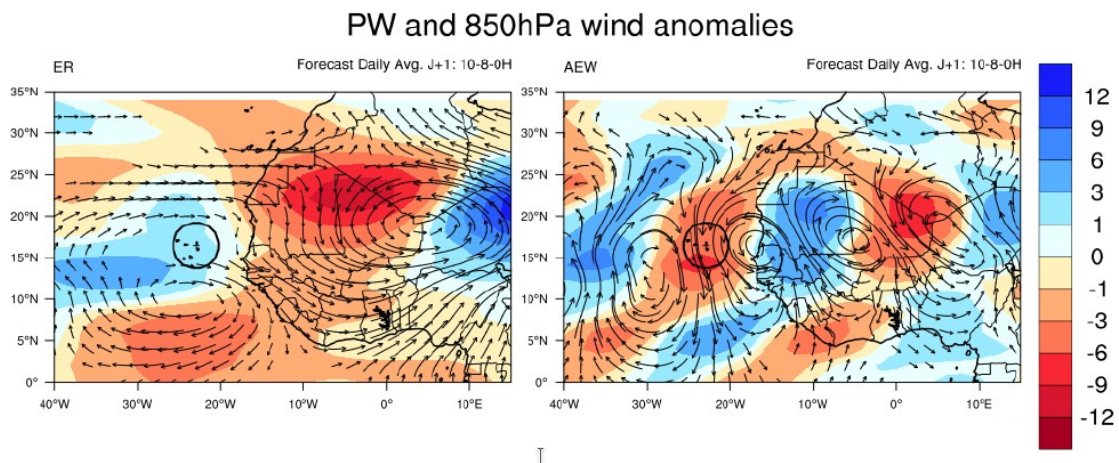 PW and 850hPa wind anomalies
ER Forecast Daily Avg. J+1: 10-8-0H
35°N
30°N
25°N
20°N
15°N
10°N
5°N
0°
40°W 30°W 20°W 10°W 0° 10°E
AEW Forecast Daily Avg. J+1: 10-8-0H
35°N
30°N
25°N
20°N
15°N
10°N
5°N
0°
40°W 30°W 20°W 10°W 0° 10°E
12
9
6
3
1
0
-1
-3
-6
-9
-12